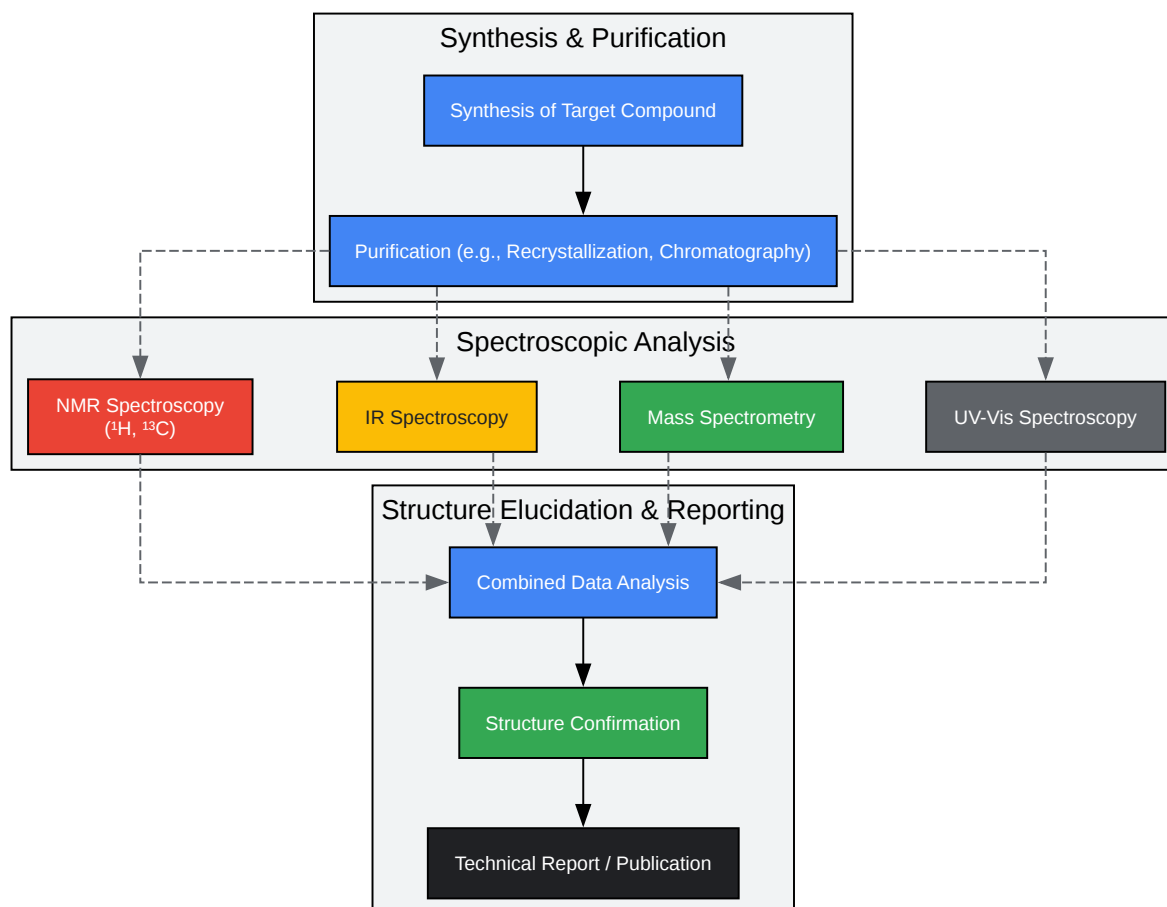 Synthesis & Purification
Synthesis of Target Compound
Purification (e.g., Recrystallization, Chromatography)
Spectroscopic Analysis
NMR Spectroscopy
(¹H, ¹³C)
IR Spectroscopy
Mass Spectrometry
UV-Vis Spectroscopy
Structure Elucidation & Reporting
Combined Data Analysis
Structure Confirmation
Technical Report / Publication